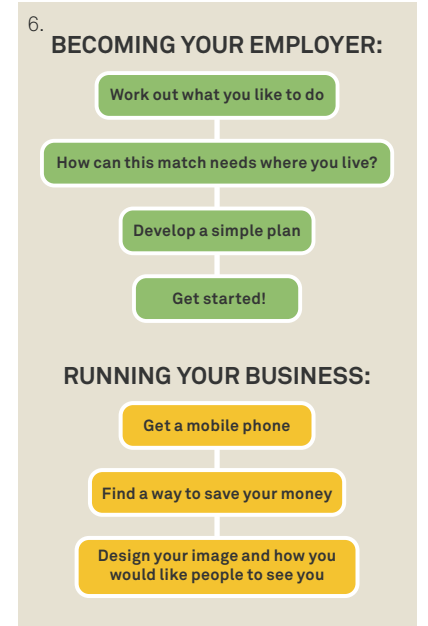 6.
BECOMING YOUR EMPLOYER:
Work out what you like to do
How can this match needs where you live?
Develop a simple plan
Get started!
RUNNING YOUR BUSINESS:
Get a mobile phone
Find a way to save your money
Design your image and how you
would like people to see you